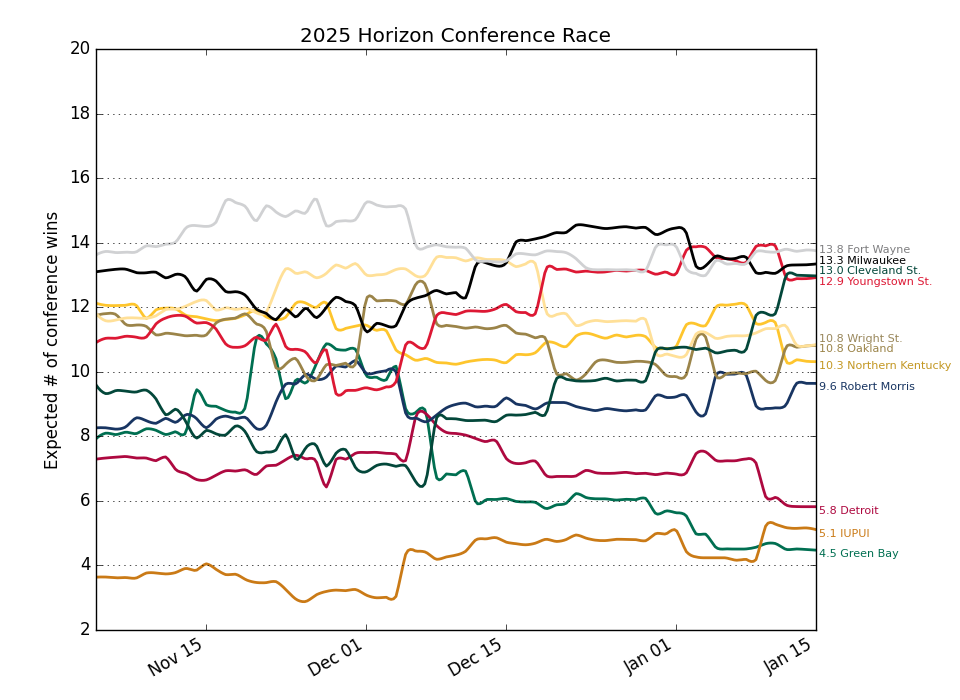 2025 Horizon Conference Race
Expected # of conference wins
20
18
16
14
12
10
8
6
4
2
Nov 15
Dec 01
Dec 15
Jan 01
Jan 15
13.8 Fort Wayne
13.3 Milwaukee
13.0 Cleveland St.
12.9 Youngstown St.
10.8 Wright St.
10.8 Oakland
10.3 Northern Kentucky
9.6 Robert Morris
5.8 Detroit
5.1 IUPUI
4.5 Green Bay